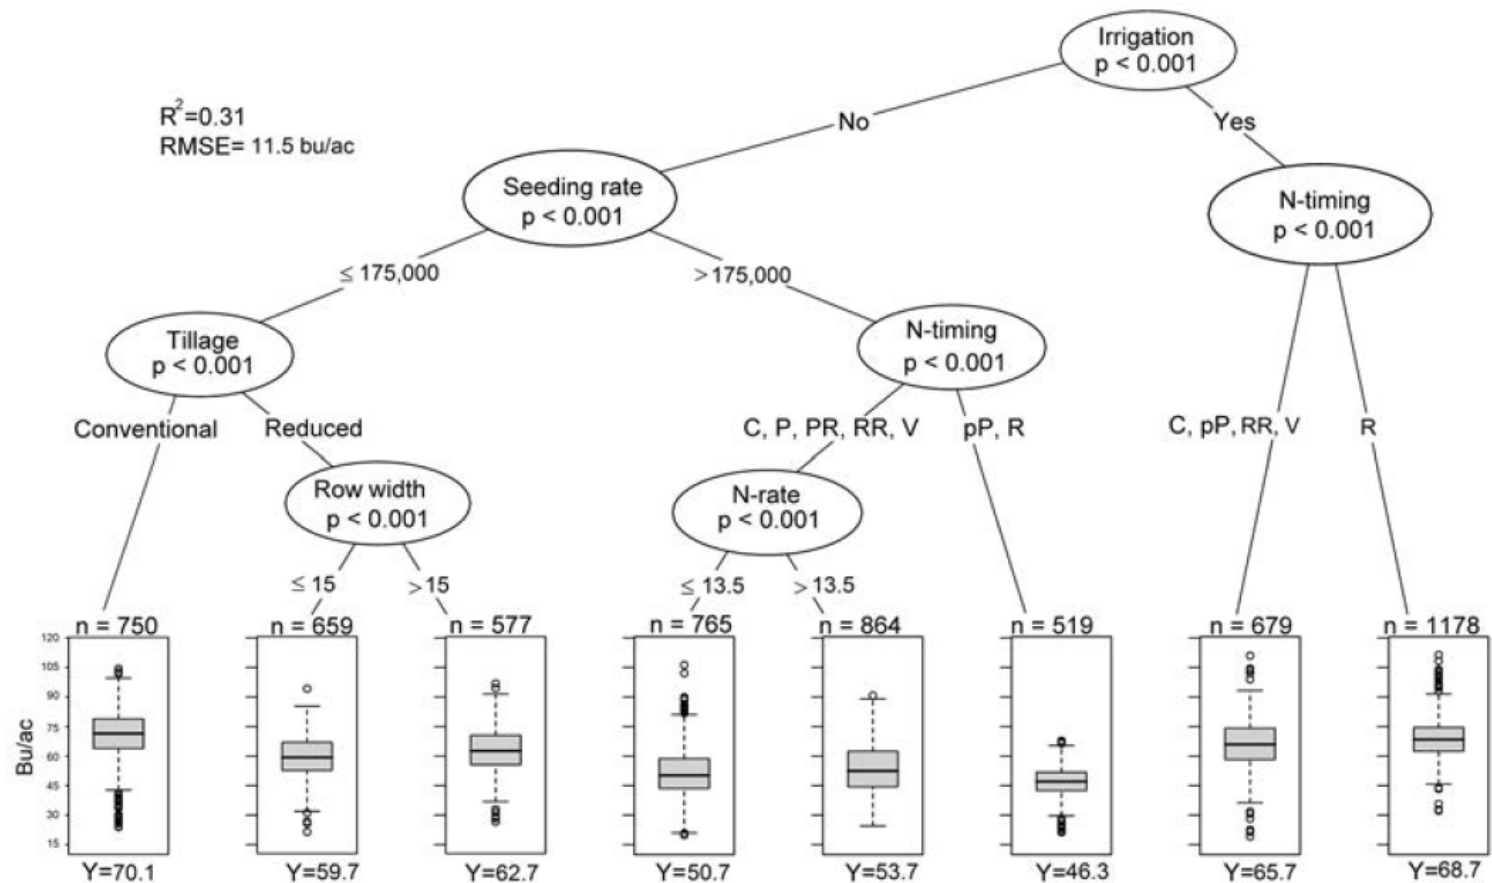 Irrigation
p < 0.001
R²=0.31
RMSE= 11.5 bu/ac
No
Yes
Seeding rate
p < 0.001
N-timing
p < 0.001
≤ 175,000
> 175,000
Tillage
p < 0.001
N-timing
p < 0.001
Conventional
Reduced
C, P, PR, RR, V
pP, R
C, pP, RR, V
R
Row width
p < 0.001
N-rate
p < 0.001
≤ 15
> 15
≤ 13.5
> 13.5
n = 750
n = 659
n = 577
n = 765
n = 864
n = 519
n = 679
n = 1178
120
105
90
75
60
45
30
15
Bu/ac
Y=70.1
Y=59.7
Y=62.7
Y=50.7
Y=53.7
Y=46.3
Y=65.7
Y=68.7